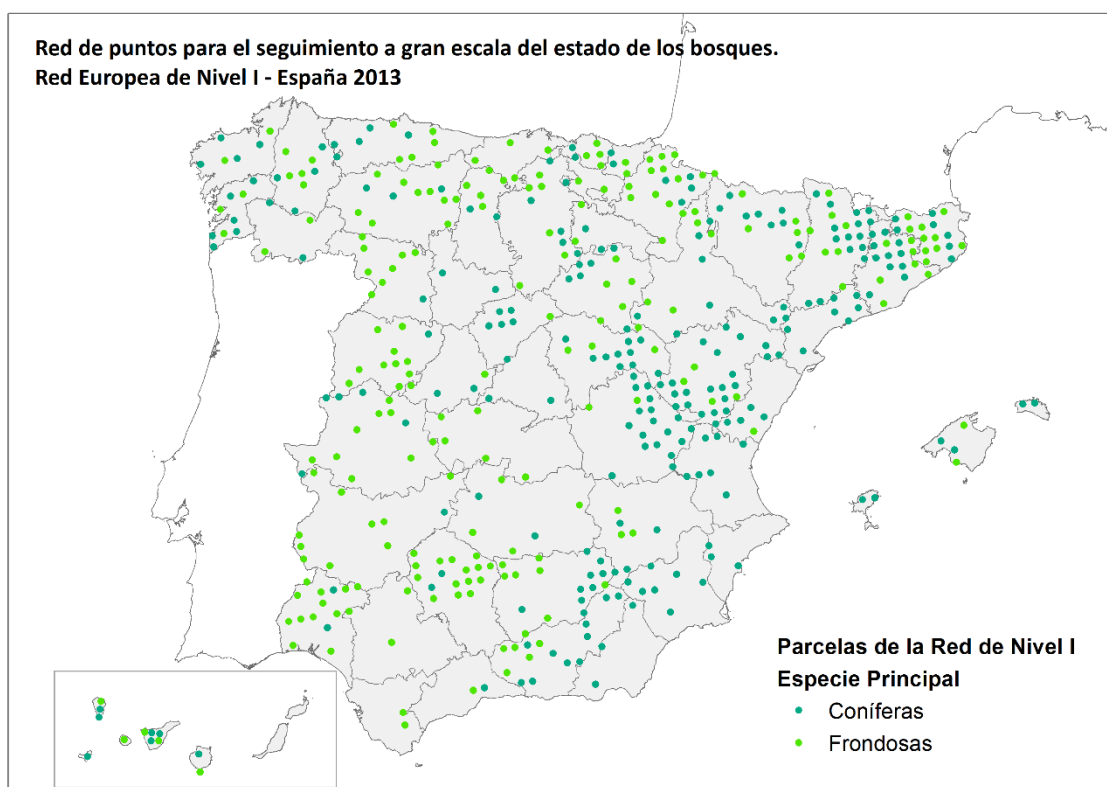 Red de puntos para el seguimiento a gran escala del estado de los bosques.
Red Europea de Nivel I - España 2013
Parcelas de la Red de Nivel I
Especie Principal
Coníferas
Frondosas